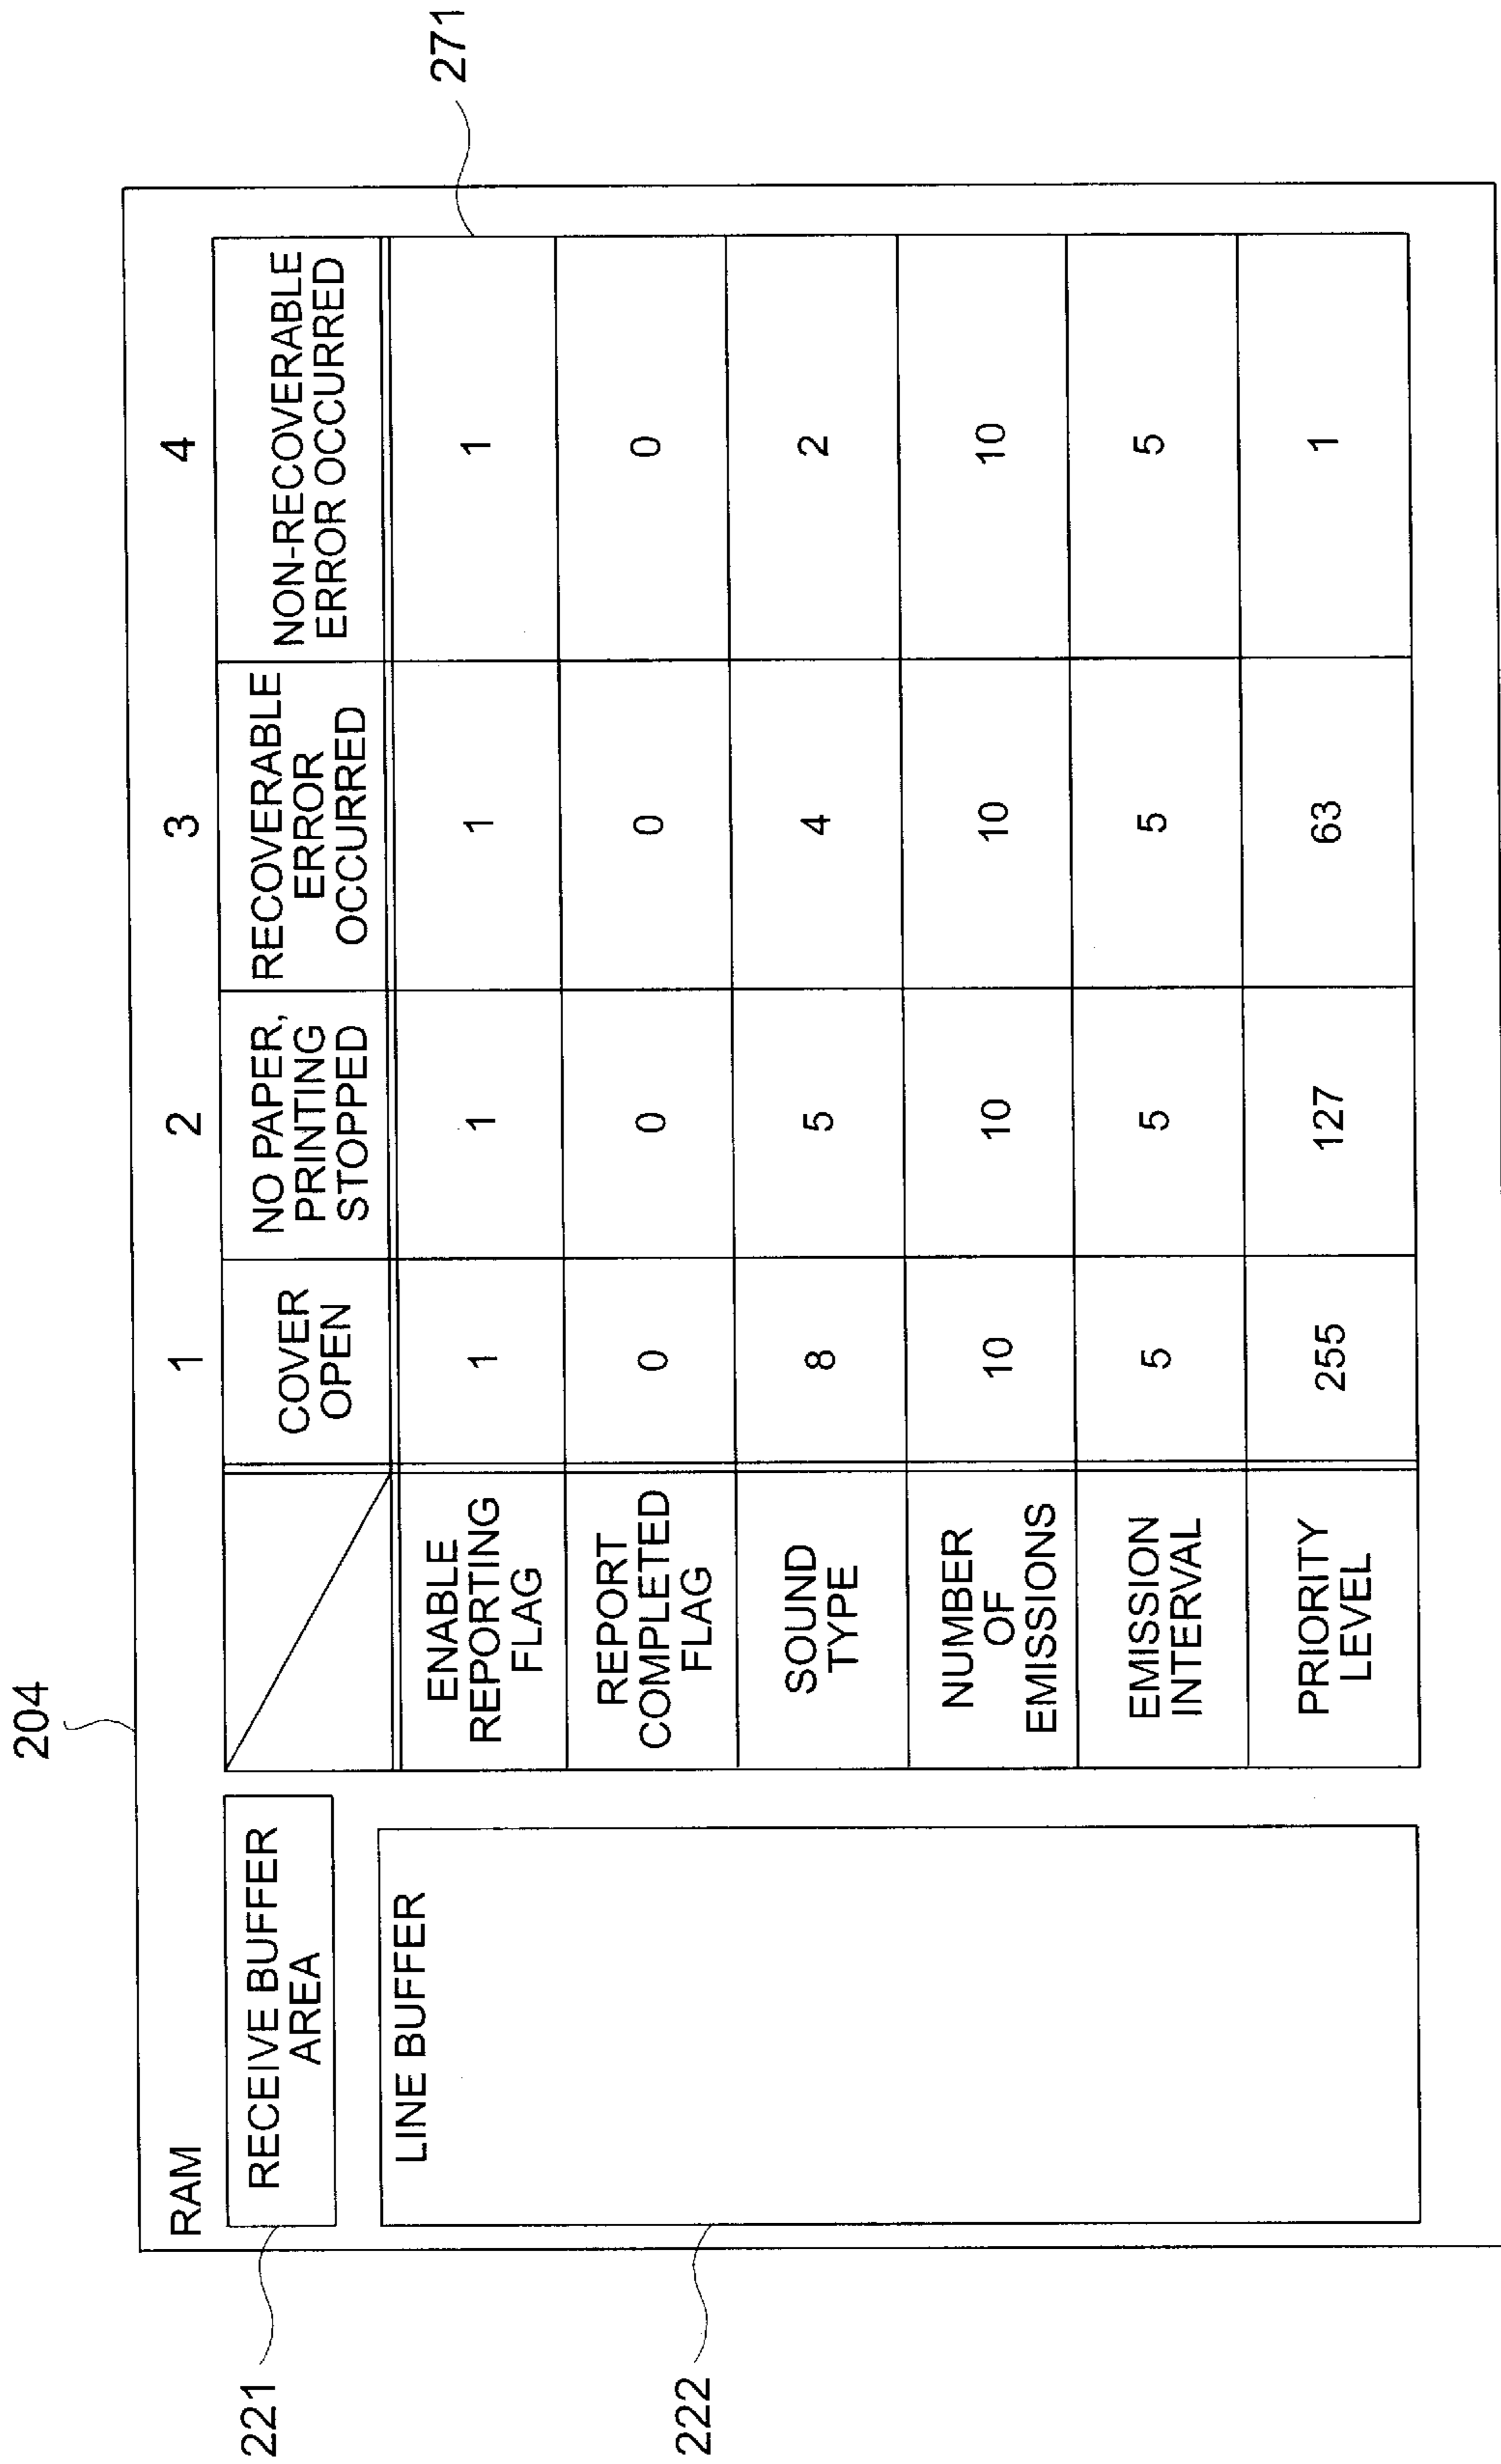 204
RAM
221
RECEIVE BUFFER
AREA
222
LINE BUFFER
271
1
2
3
4
COVER
OPEN
NO PAPER,
PRINTING
STOPPED
RECOVERABLE
ERROR
OCCURRED
NON-RECOVERABLE
ERROR OCCURRED
ENABLE
REPORTING
FLAG
1
1
1
1
REPORT
COMPLETED
FLAG
0
0
0
0
SOUND
TYPE
8
5
4
2
NUMBER
OF
EMISSIONS
10
10
10
10
EMISSION
INTERVAL
5
5
5
5
PRIORITY
LEVEL
255
127
63
1